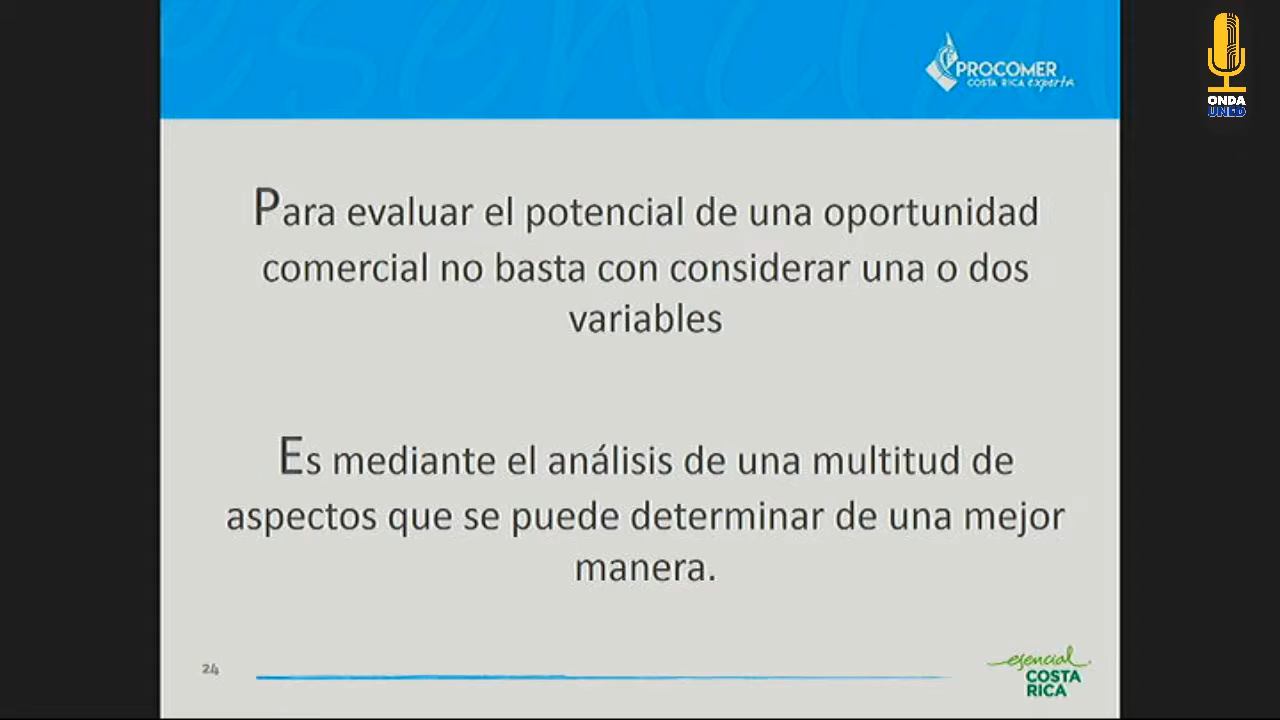 PROCOMER
COSTA RICA experta
ONDA
UNED
Para evaluar el potencial de una oportunidad
comercial no basta con considerar una o dos
variables
Es mediante el análisis de una multitud de
aspectos que se puede determinar de una mejor
manera.
24
esencial
COSTA
RICA